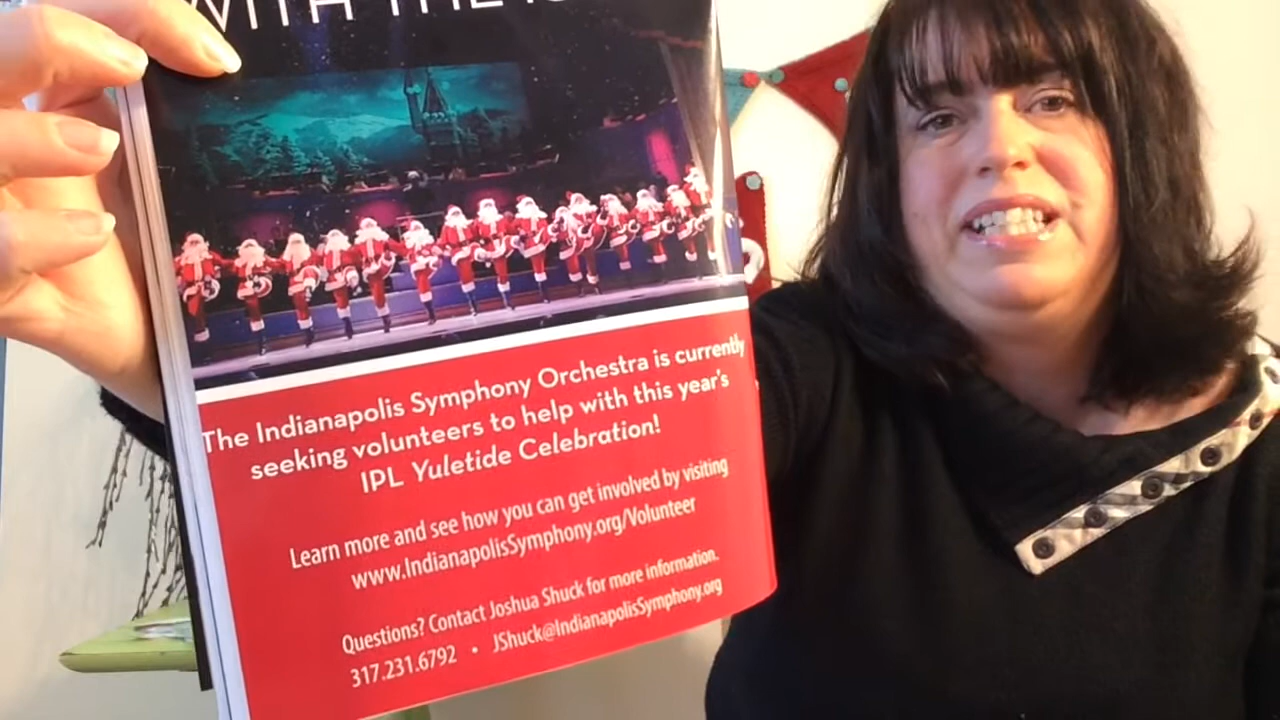 WITH THE
The Indianapolis Symphony Orchestra is currently
seeking volunteers to help with this year's
IPL Yuletide Celebration!
Learn more and see how you can get involved by visiting
www.IndianapolisSymphony.org/Volunteer
Questions? Contact Joshua Shuck for more information.
317.231.6792 • JShuck@IndianapolisSymphony.org